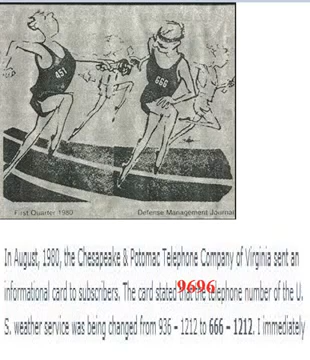 451
666
First Quarter 1980 Defense Management Journal
In August, 1980, the Chesapeake & Potomac Telephone Company of Virginia sent an
informational card to subscribers. The card stated that the telephone number of the U.
9696
S. weather service was being changed from 936 – 1212 to 666 – 1212. I immediately